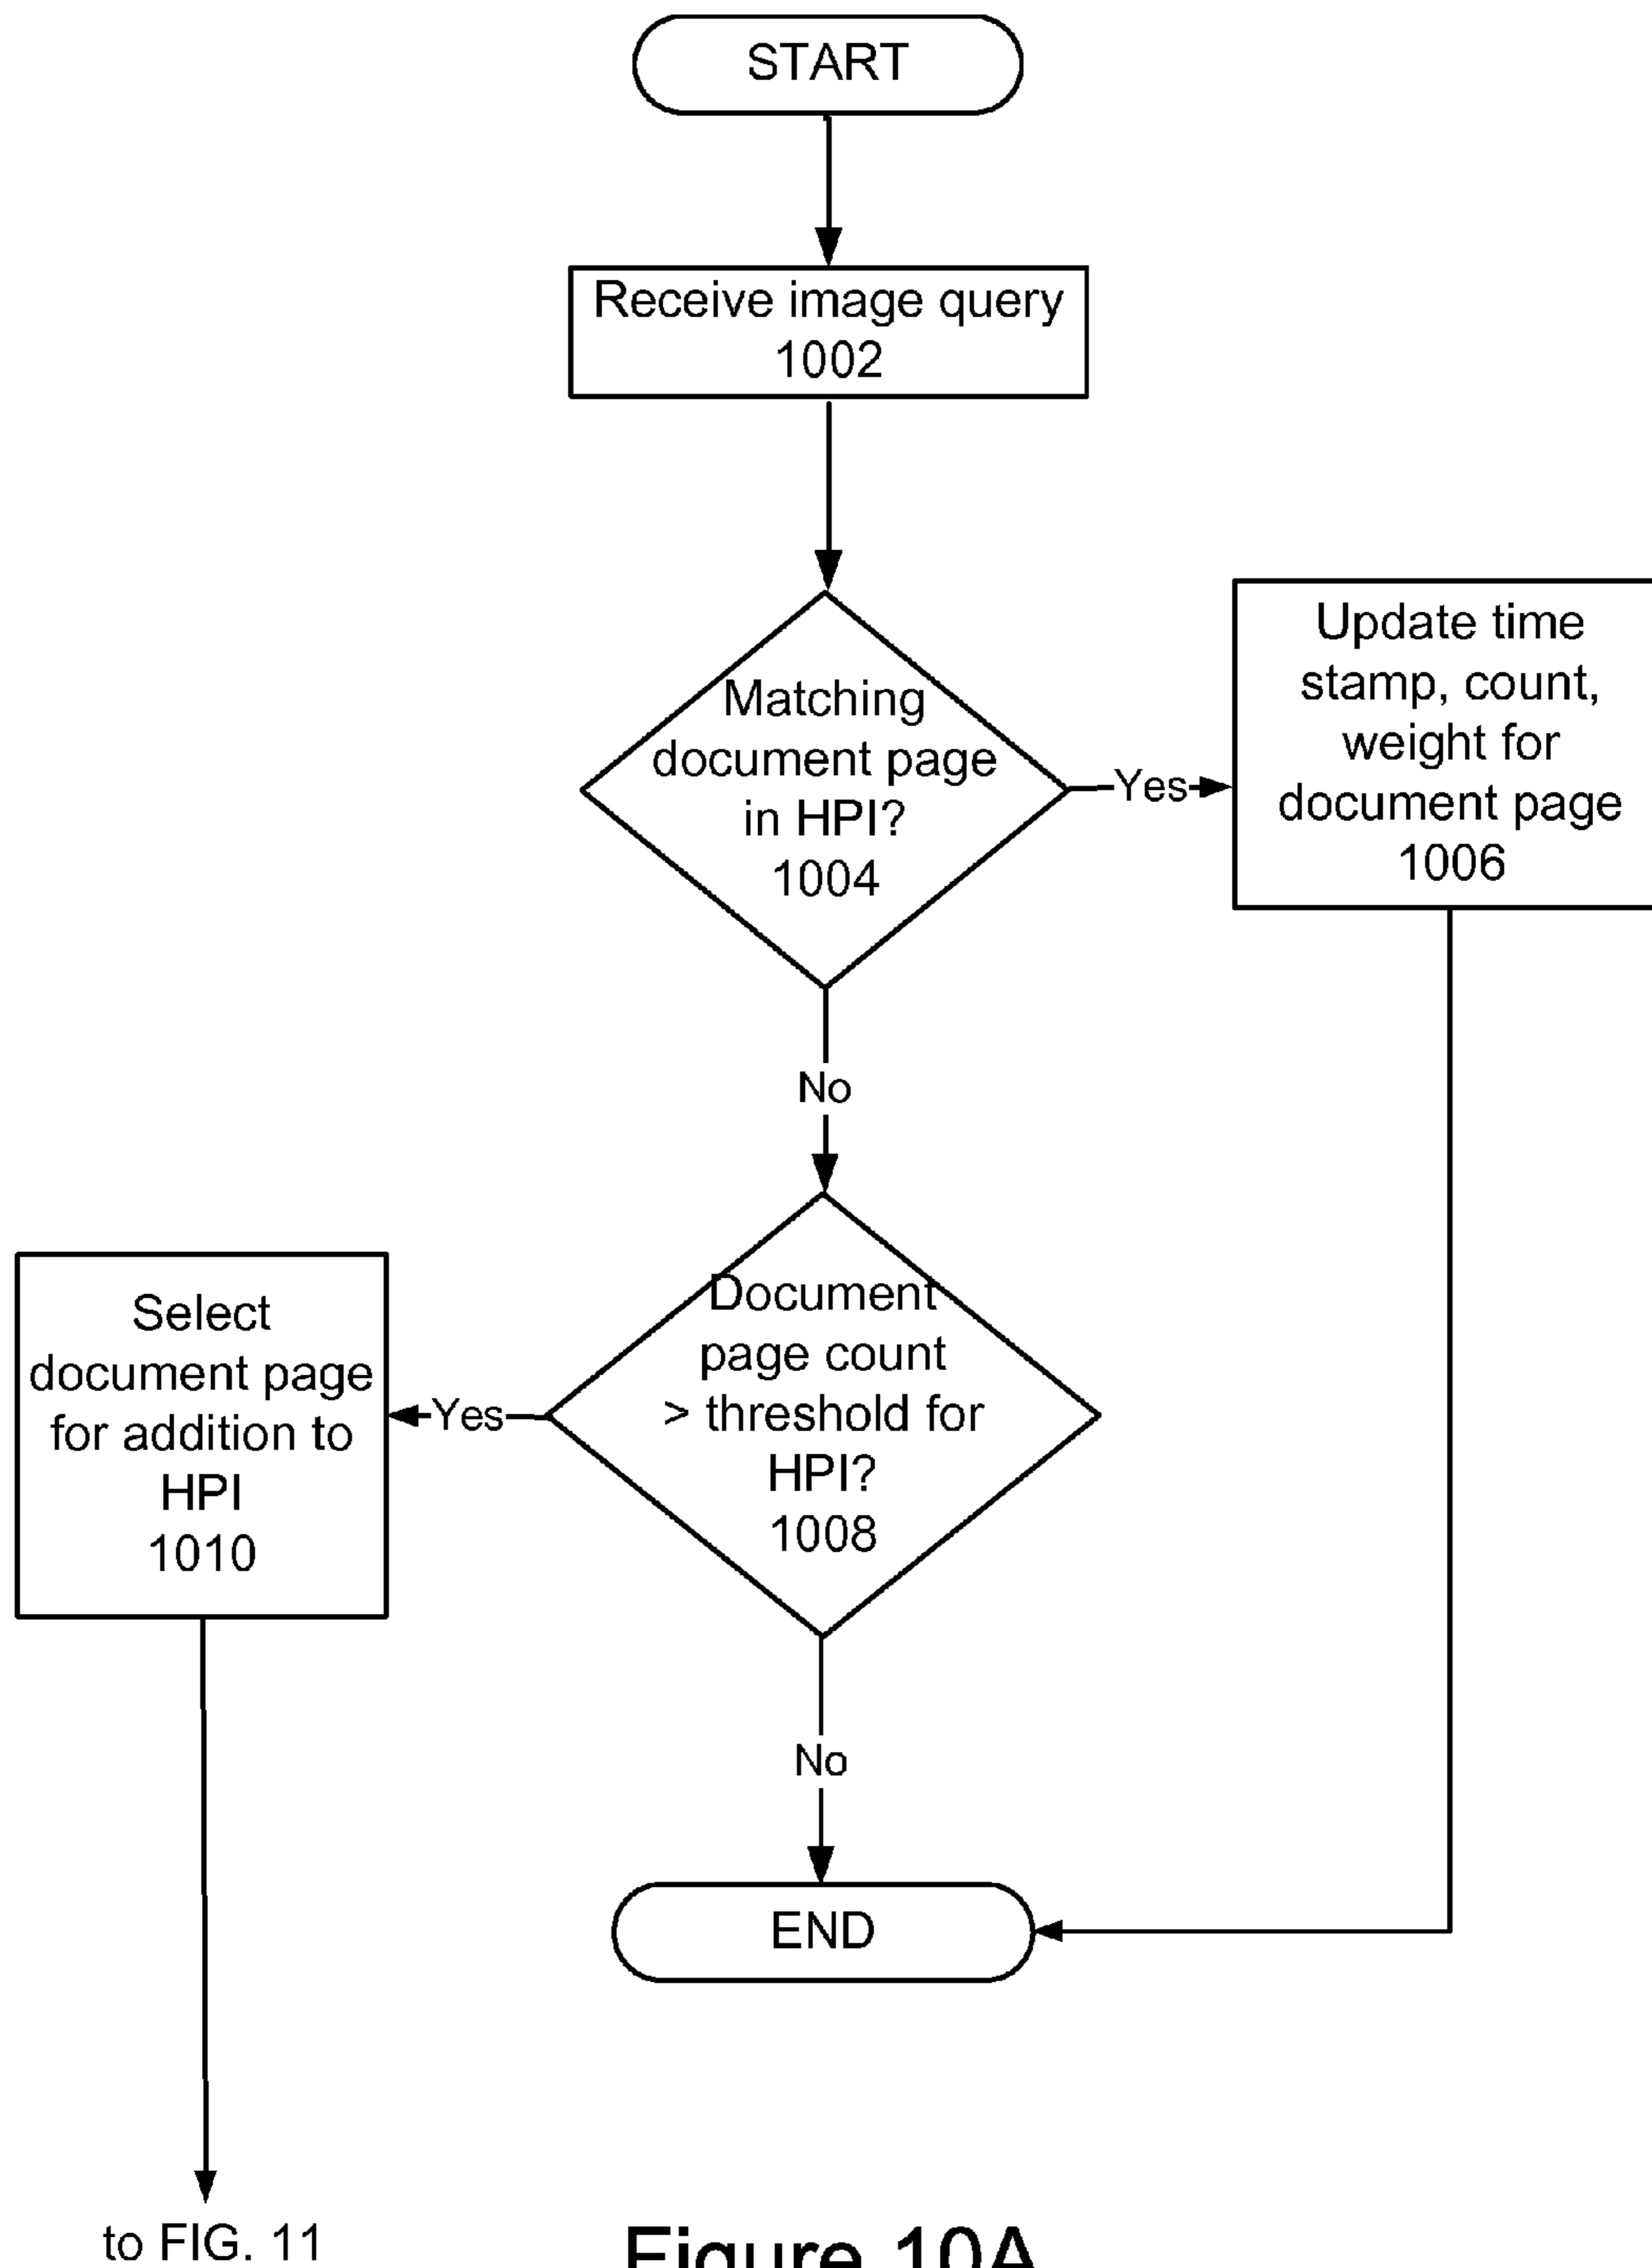 START
Receive image query
1002
Matching
document page
in HPI?
1004
Yes
Update time
stamp, count,
weight for
document page
1006
No
Document
page count
> threshold for
HPI?
1008
Yes
Select
document page
for addition to
HPI
1010
No
END
to FIG. 11
Figure 10A